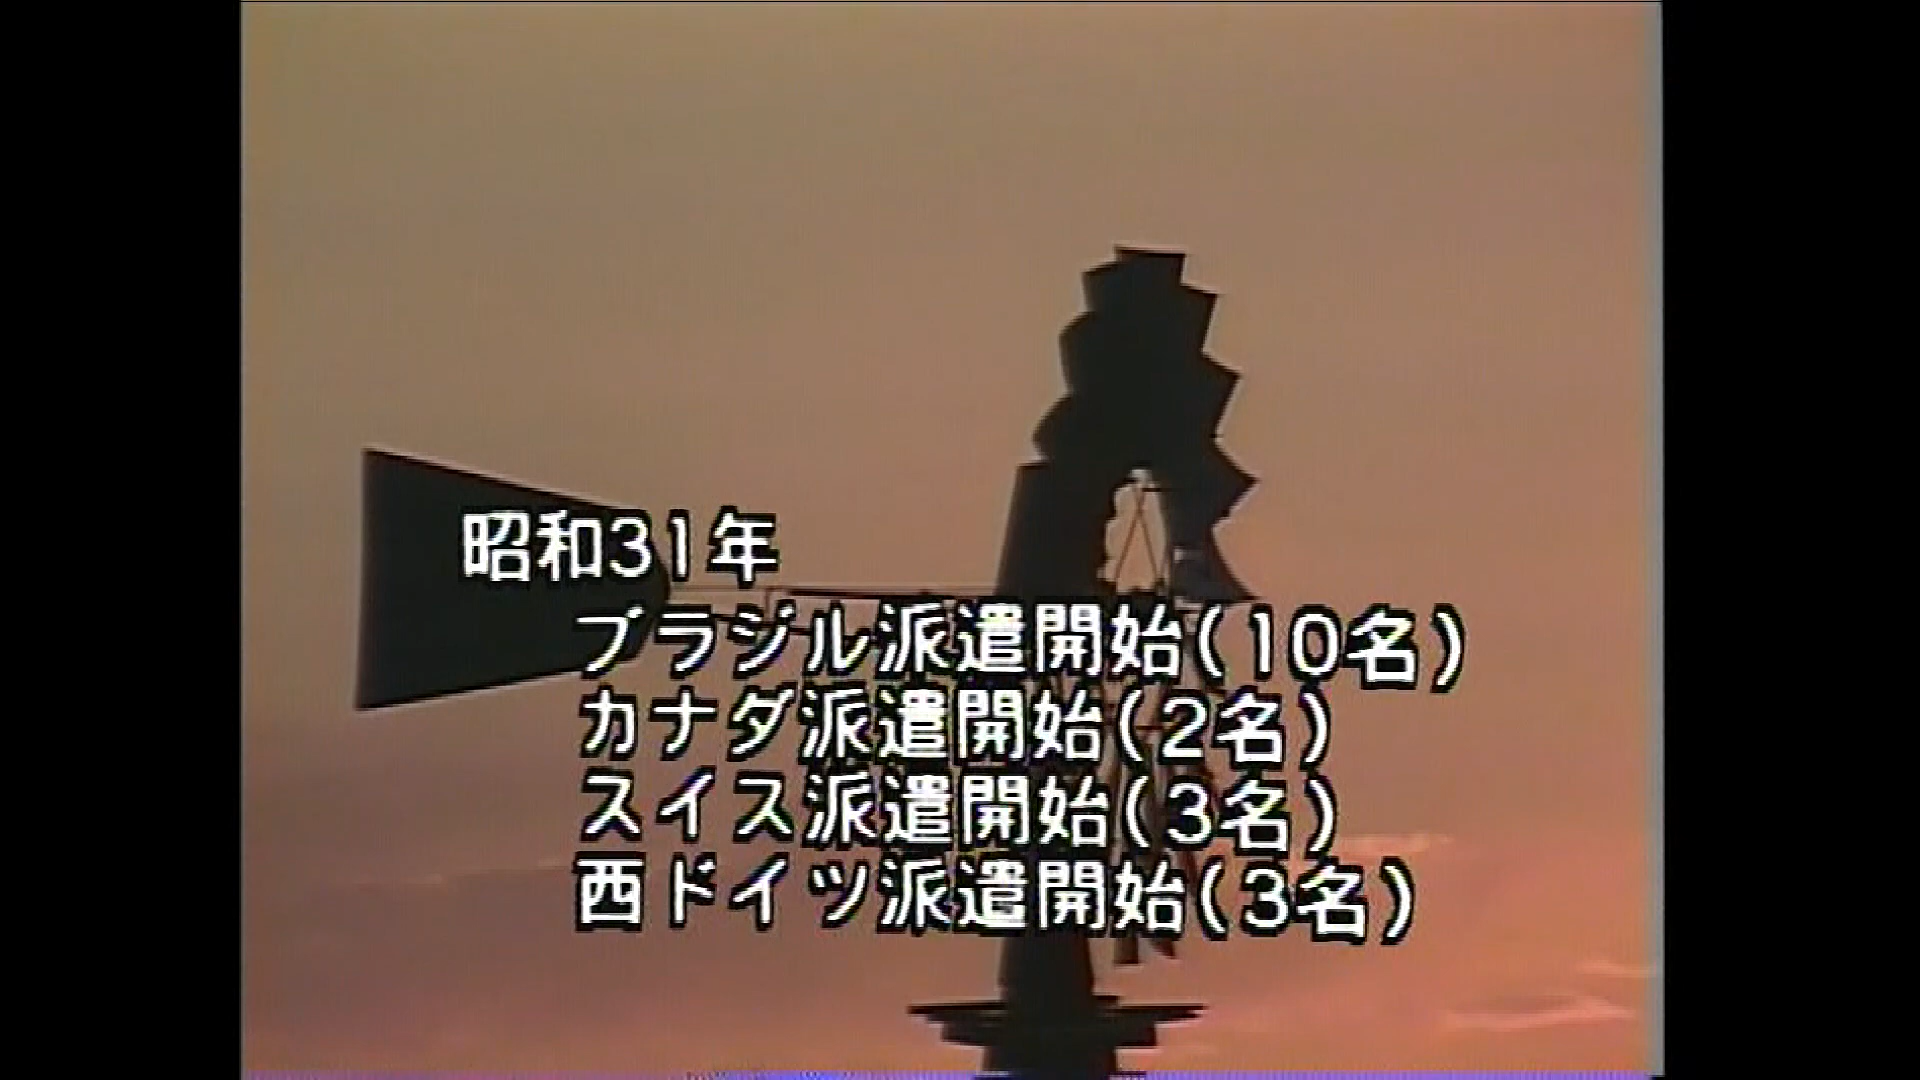 昭和31年
ブラジル派遣開始(10名)
カナダ派遣開始(2名)
スイス派遣開始(3名)
西ドイツ派遣開始(3名)